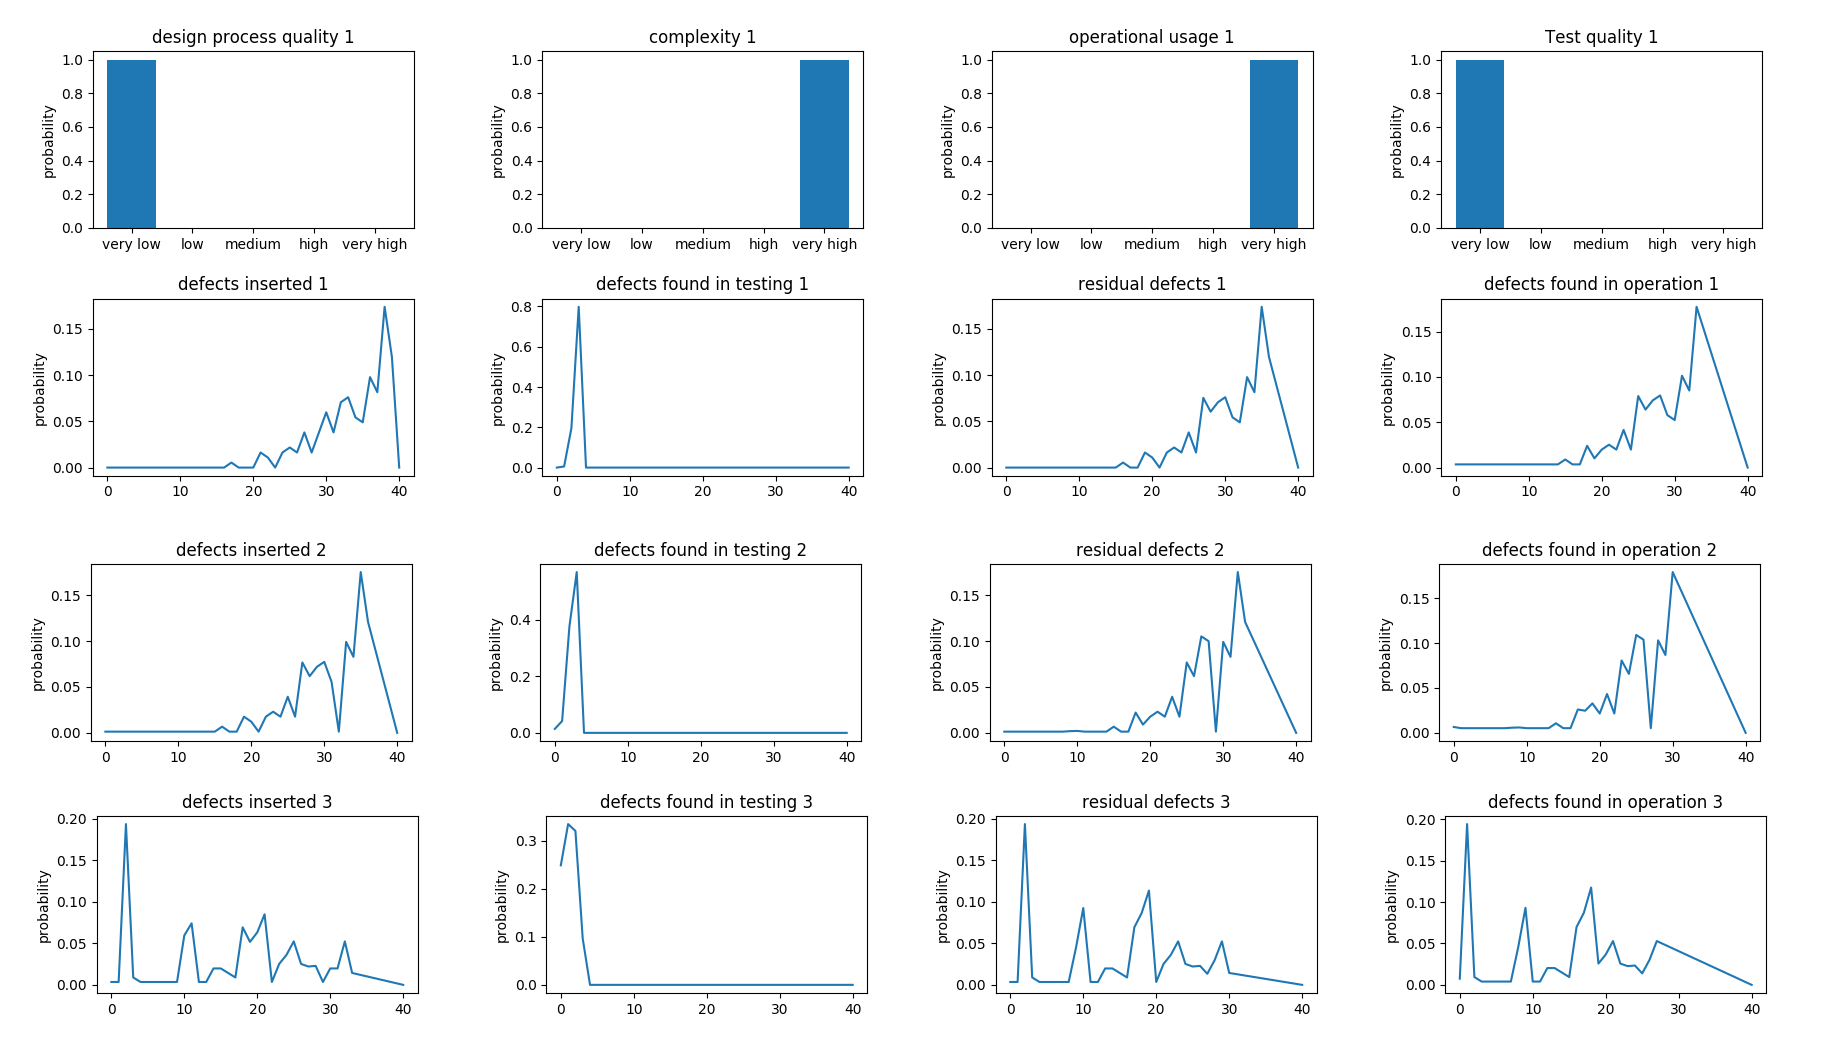 design process quality 1 complexity 1 operational usage 1 Test quality 1
1.0 1.0 1.0 1.0
0.8 0.8 0.8 0.8
0.6 0.6 0.6 0.6
probability probability probability probability
0.4 0.4 0.4 0.4
0.2 0.2 0.2 0.2
0.0 0.0 0.0 0.0
very low low medium high very high very low low medium high very high very low low medium high very high very low low medium high very high
defects inserted 1 defects found in testing 1 residual defects 1 defects found in operation 1
0.8
0.15 0.15 0.15
0.6
probability probability probability probability
0.10 0.10 0.10
0.4
0.05 0.05 0.05
0.2
0.00 0.0 0.00 0.00
0 10 20 30 40 0 10 20 30 40 0 10 20 30 40 0 10 20 30 40
defects inserted 2 defects found in testing 2 residual defects 2 defects found in operation 2
0.15 0.15 0.15
0.4
probability probability probability probability
0.10 0.10 0.10
0.2
0.05 0.05 0.05
0.00 0.0 0.00 0.00
0 10 20 30 40 0 10 20 30 40 0 10 20 30 40 0 10 20 30 40
defects inserted 3 defects found in testing 3 residual defects 3 defects found in operation 3
0.20 0.20 0.20
0.3
0.15 0.15 0.15
0.2
probability probability probability probability
0.10 0.10 0.10
0.1
0.05 0.05 0.05
0.00 0.0 0.00 0.00
0 10 20 30 40 0 10 20 30 40 0 10 20 30 40 0 10 20 30 40